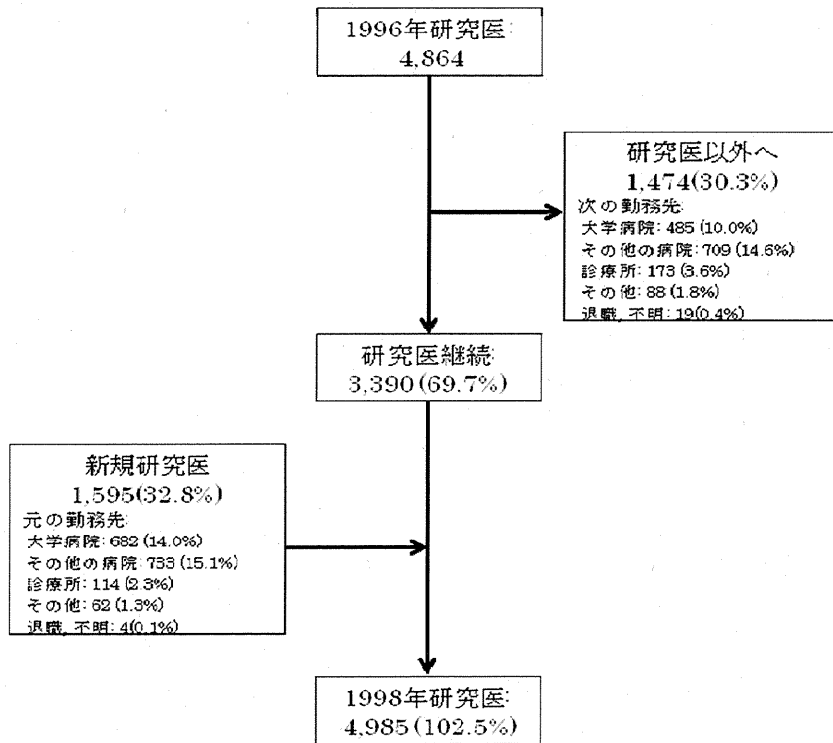 1996年研究医:
4,864
研究医以外へ
1,474(30.3%)
次の勤務先:
大学病院: 485 (10.0%)
その他の病院: 709 (14.6%)
診療所: 173 (3.6%)
その他: 88 (1.8%)
退職, 不明: 19(0.4%)
研究医継続:
3,390 (69.7%)
新規研究医
1,595(32.8%)
元の勤務先:
大学病院: 682 (14.0%)
その他の病院: 733 (15.1%)
診療所: 114 (2.3%)
その他: 62 (1.3%)
退職, 不明: 4(0.1%)
1998年研究医:
4,985 (102.5%)